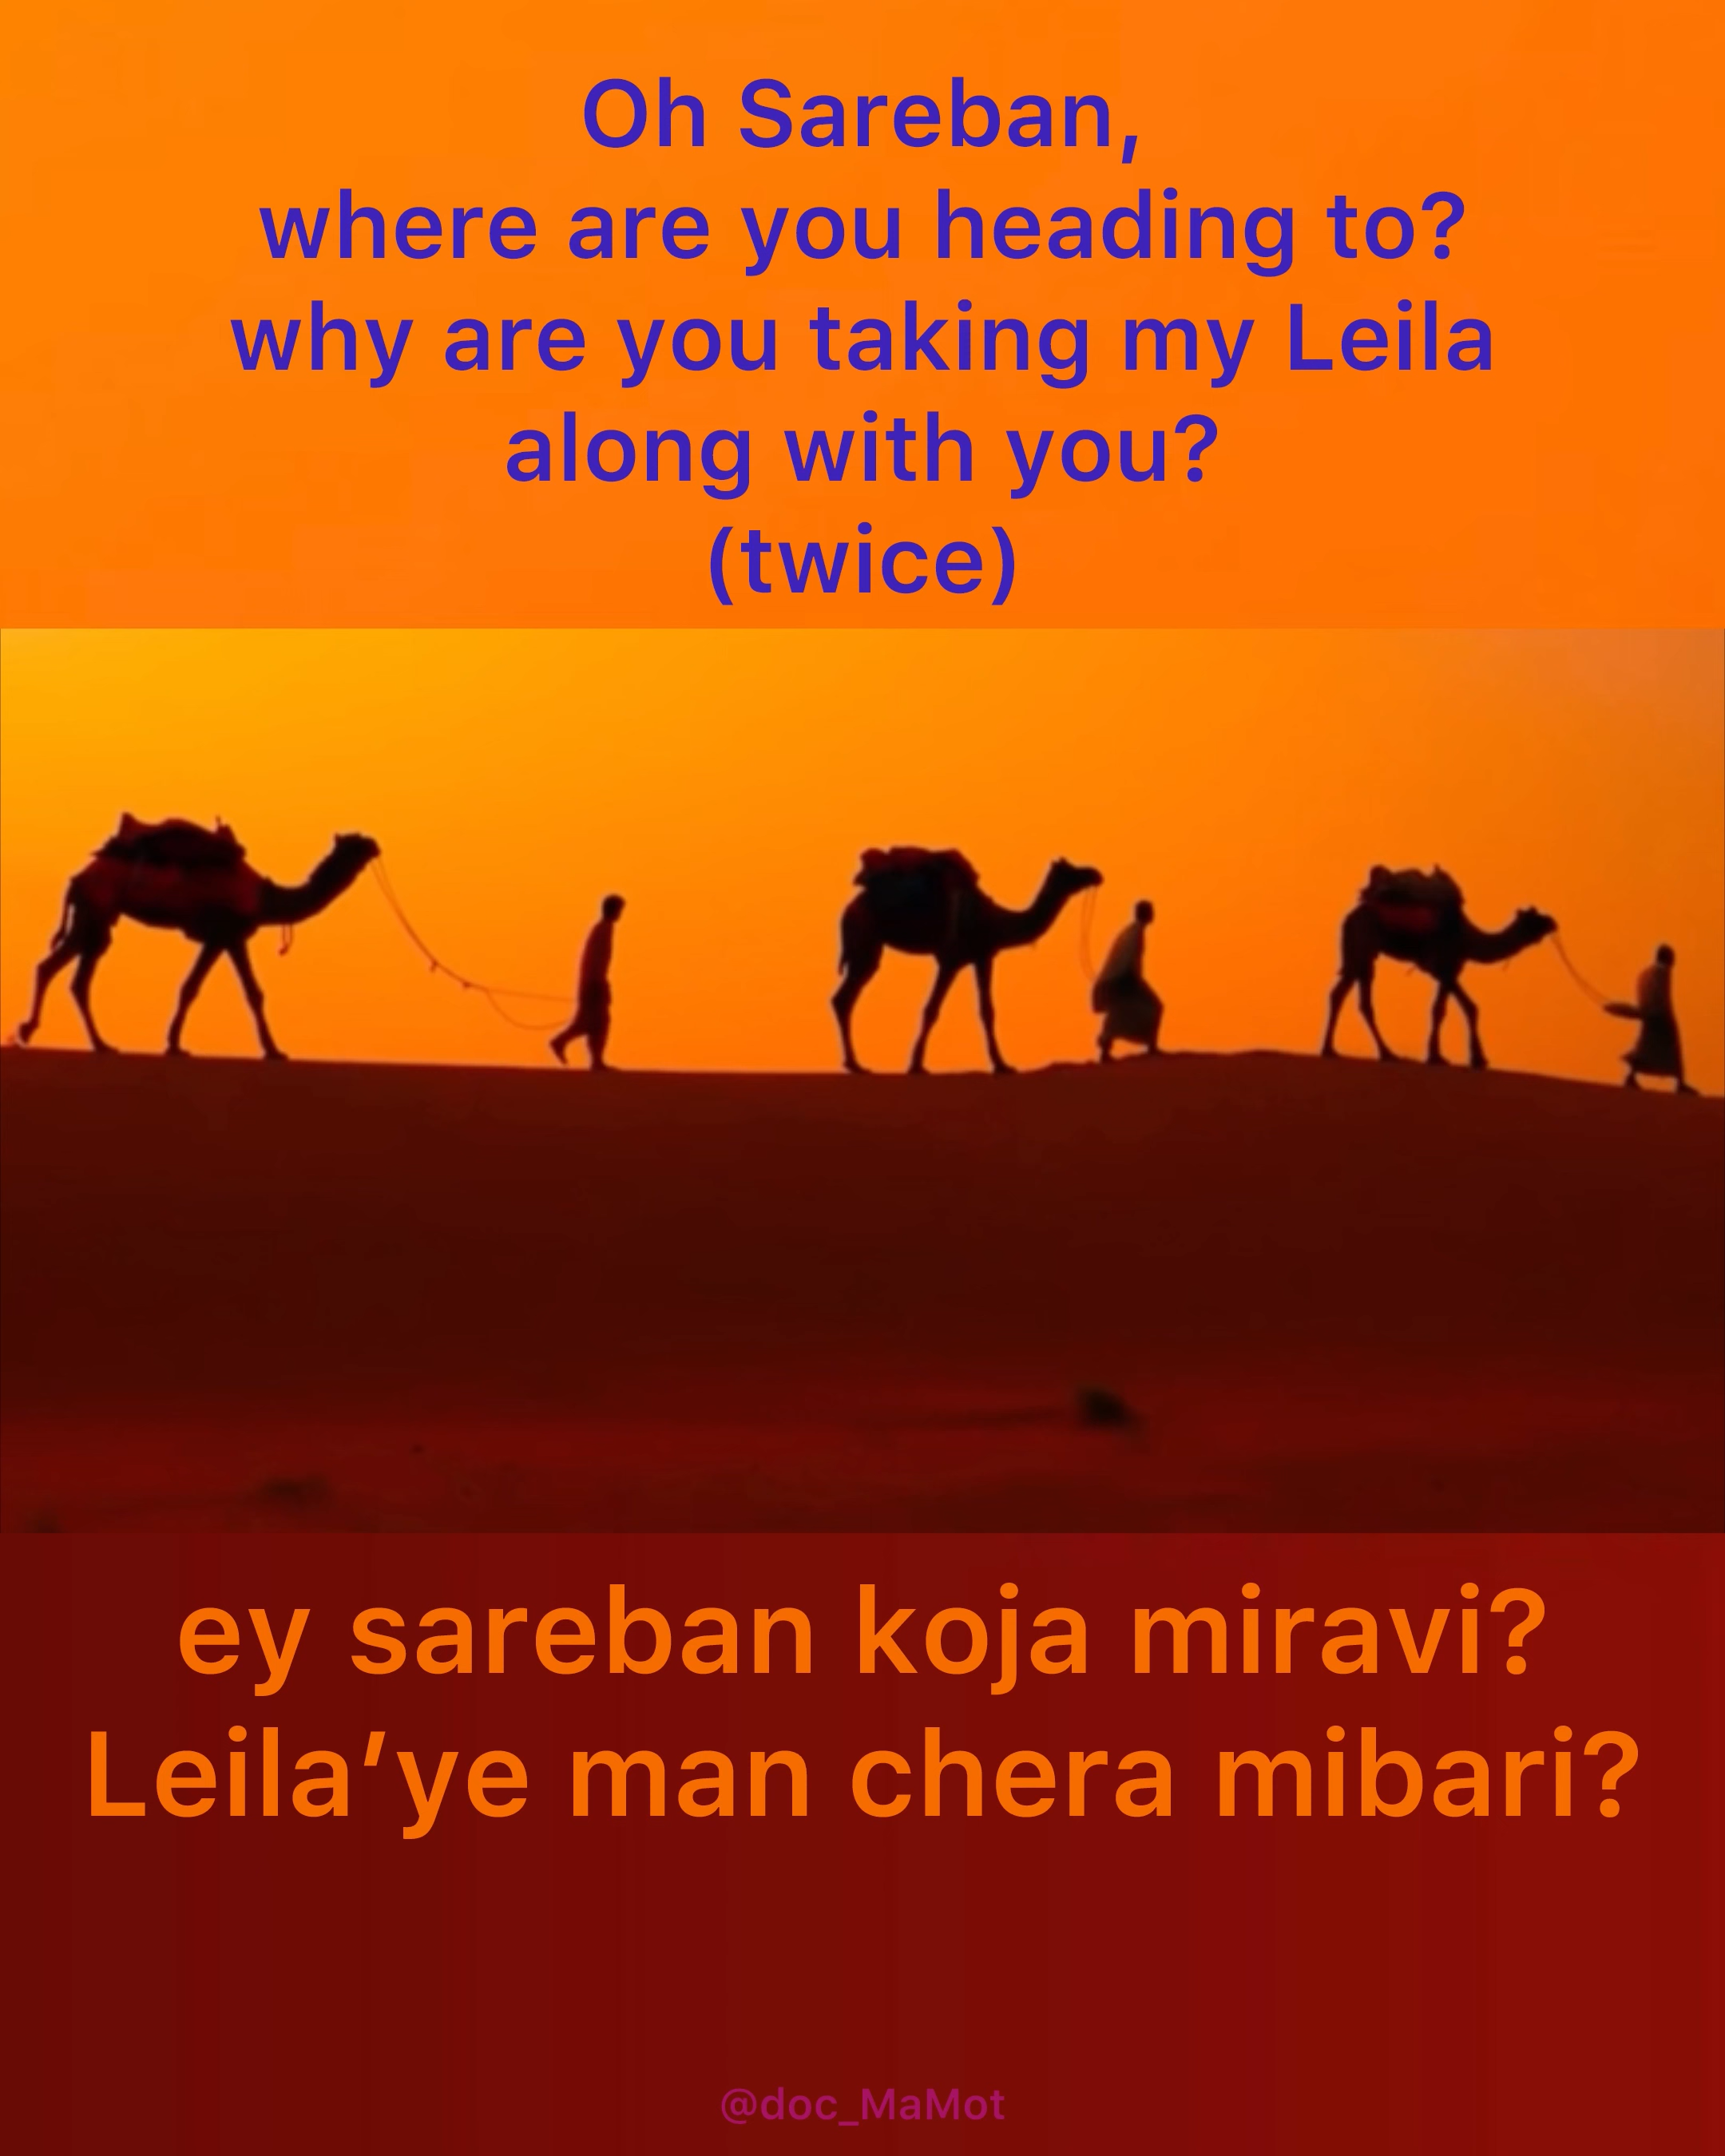 Oh Sareban,
where are you heading to?
why are you taking my Leila
along with you?
(twice)
ey sareban koja miravi?
Leila’ye man chera mibari?
@doc_MaMot